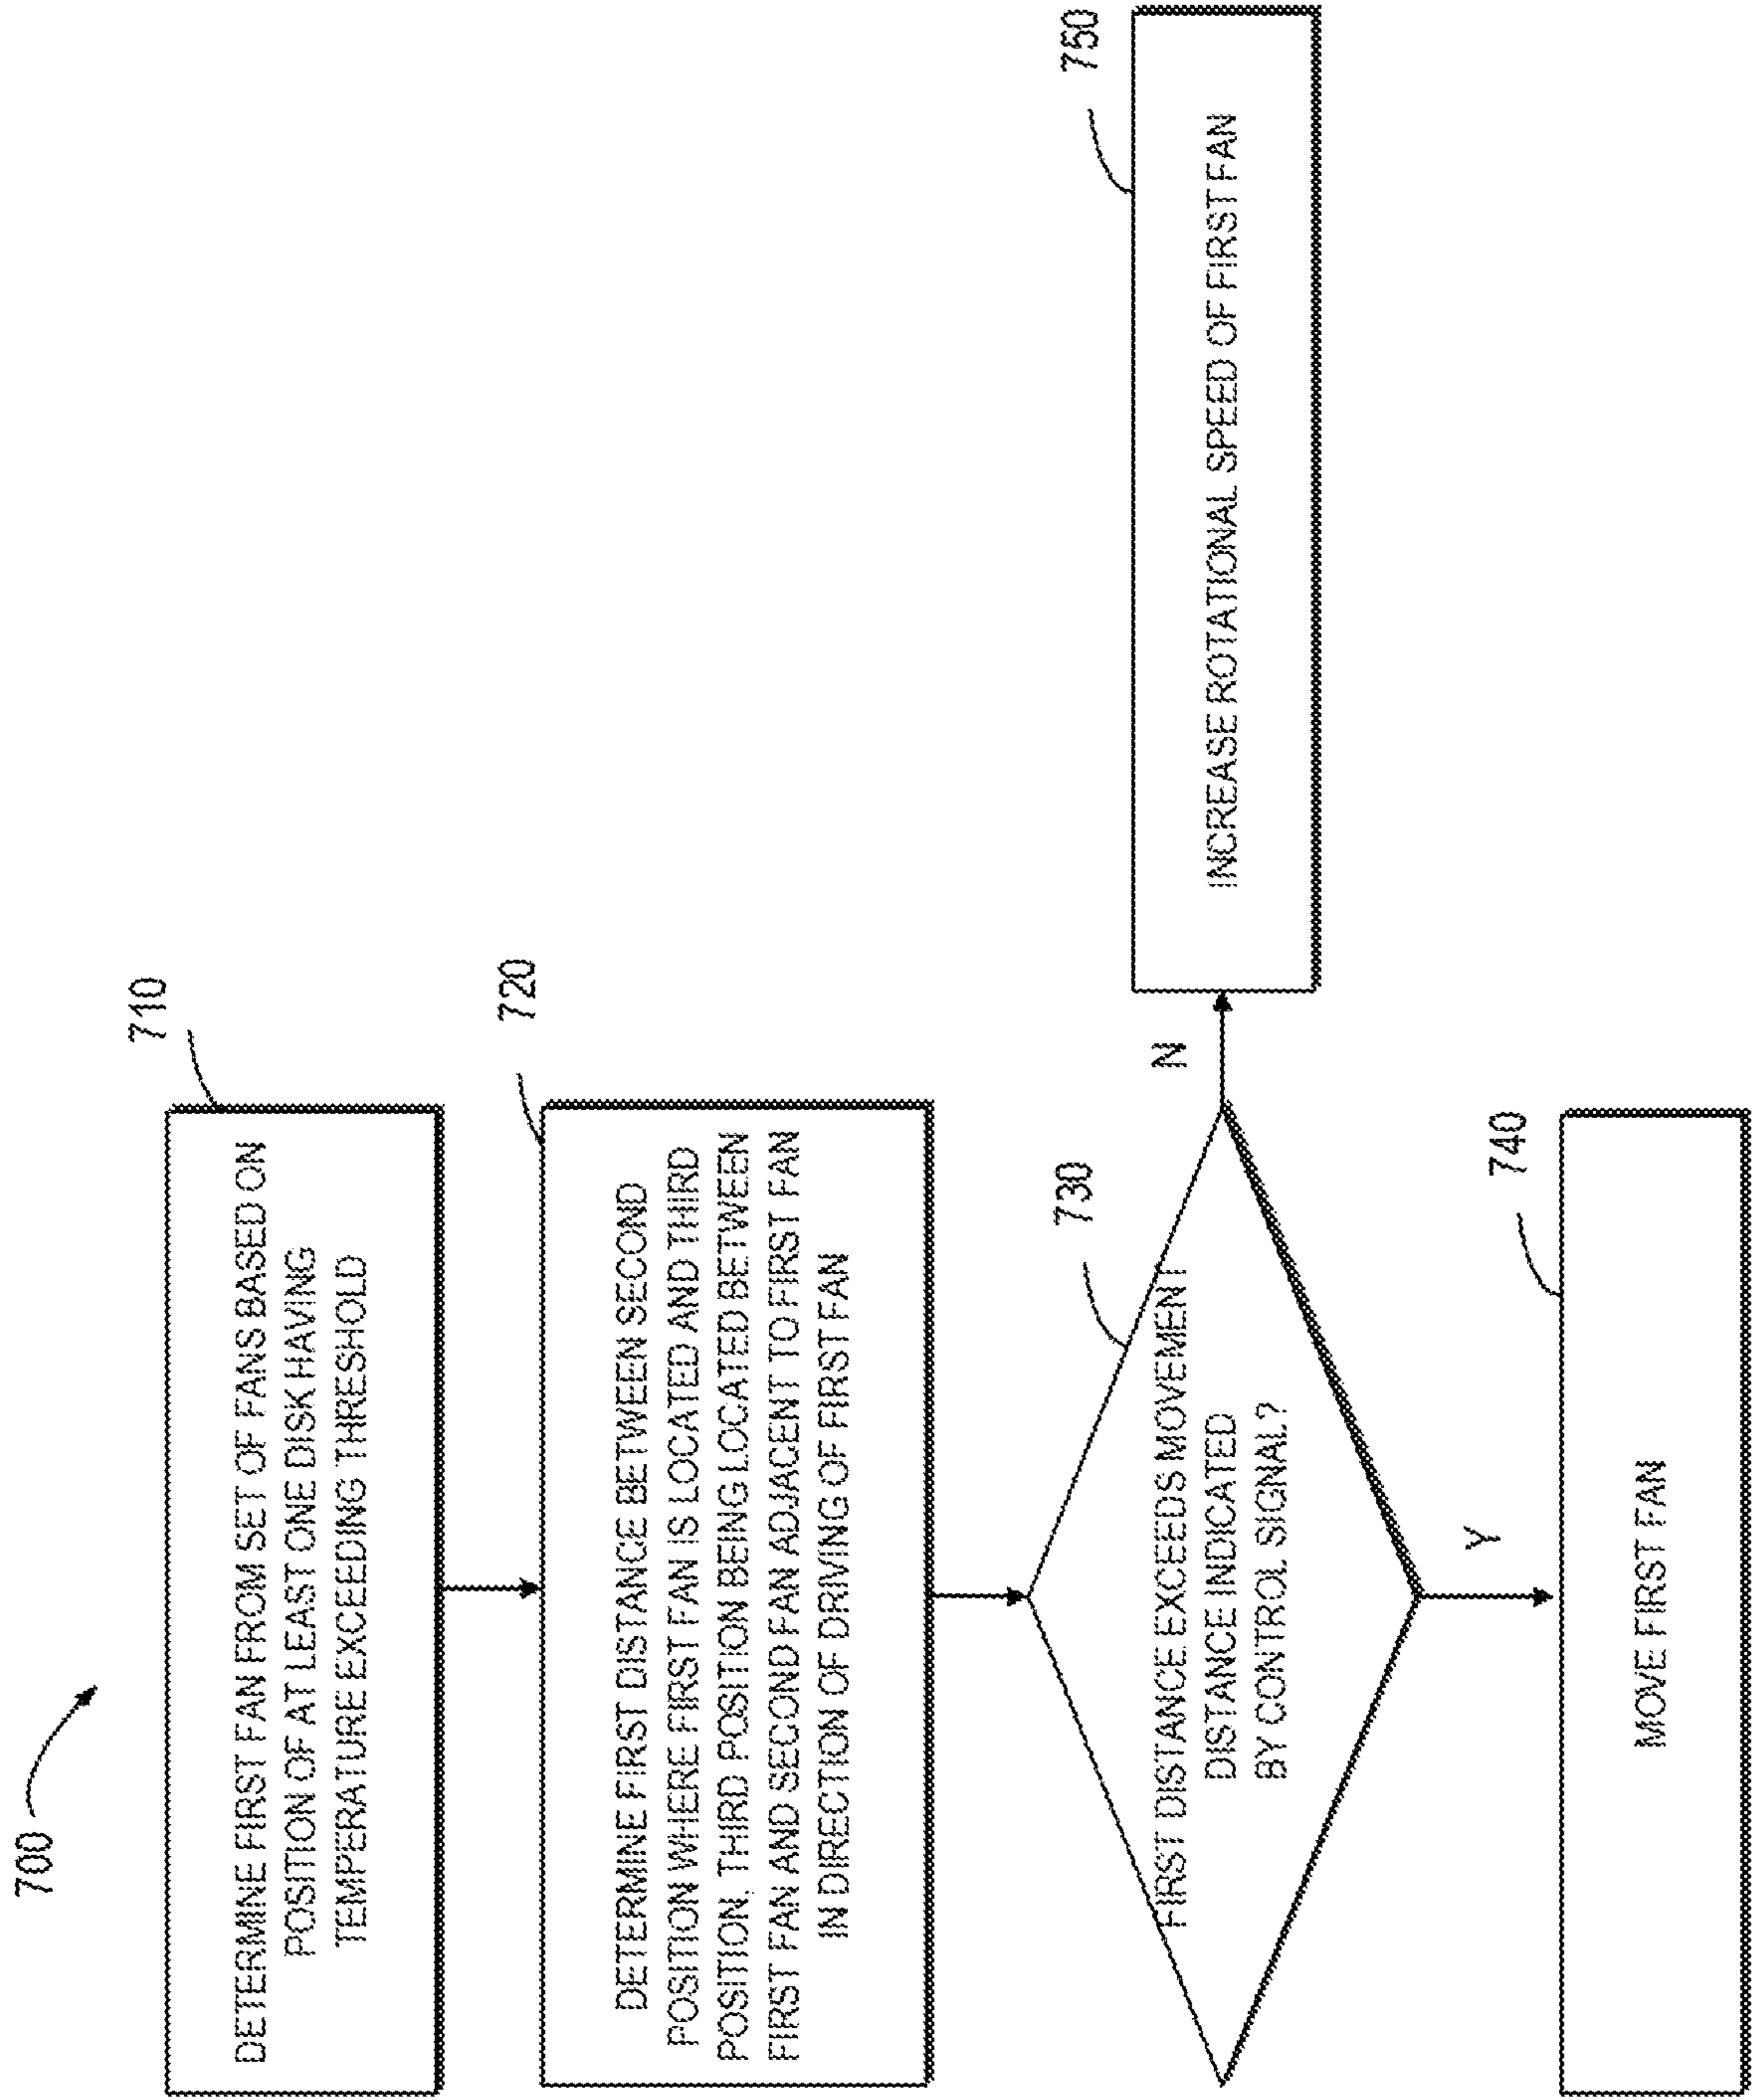 700
710
DETERMINE FIRST FAN FROM SET OF FANS BASED ON
POSITION OF AT LEAST ONE DISK HAVING
TEMPERATURE EXCEEDING THRESHOLD
720
DETERMINE FIRST DISTANCE BETWEEN SECOND
POSITION WHERE FIRST FAN IS LOCATED AND THIRD
POSITION, THIRD POSITION BEING LOCATED BETWEEN
FIRST FAN AND SECOND FAN ADJACENT TO FIRST FAN
IN DIRECTION OF DRIVING OF FIRST FAN
730
FIRST DISTANCE EXCEEDS MOVEMENT
DISTANCE INDICATED
BY CONTROL SIGNAL?
N
750
INCREASE ROTATIONAL SPEED OF FIRST FAN
Y
740
MOVE FIRST FAN